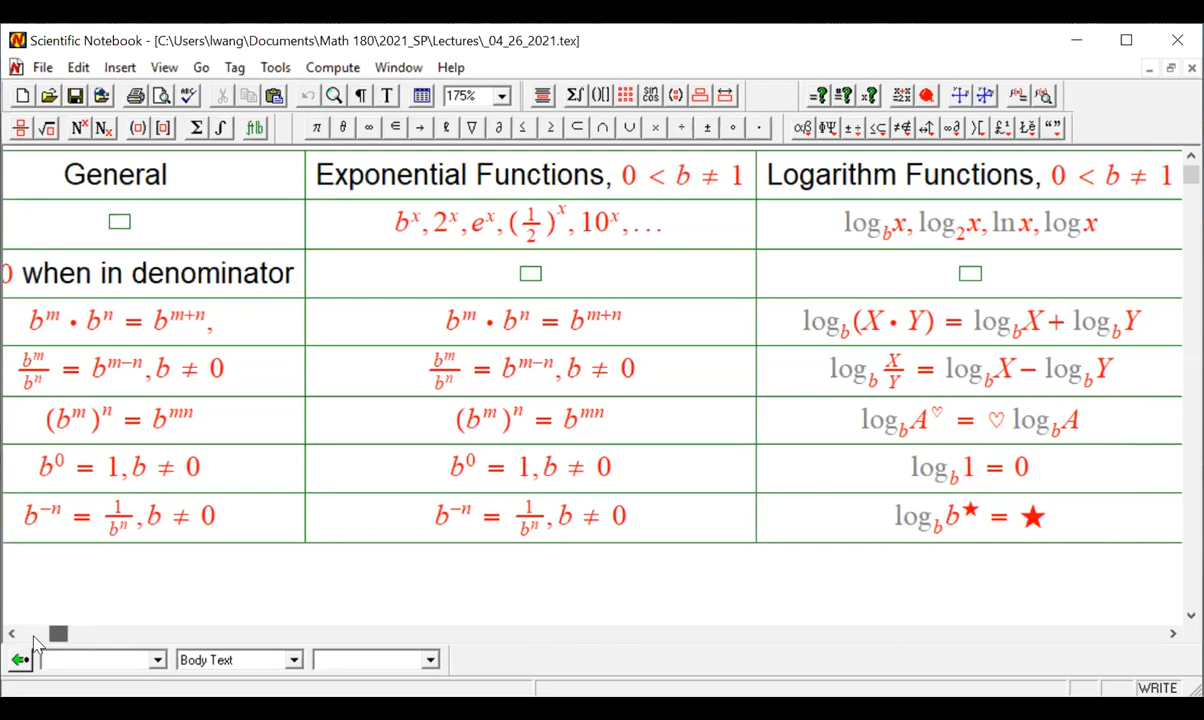 Scientific Notebook - [C:\Users\lwang\Documents\Math 180\2021_SP\Lectures\_04_26_2021.tex]
File Edit Insert View Go Tag Tools Compute Window Help
175%
General Exponential Functions, 0 < b ≠ 1 Logarithm Functions, 0 < b ≠ 1
b^x, 2^x, e^x, (1/2)^x, 10^x, … log_b x, log_2 x, ln x, log x
0 when in denominator
b^m · b^n = b^{m+n}, b^m · b^n = b^{m+n} log_b(X · Y) = log_b X + log_b Y
b^m/b^n = b^{m−n}, b ≠ 0 b^m/b^n = b^{m−n}, b ≠ 0 log_b X/Y = log_b X − log_b Y
(b^m)^n = b^{mn} (b^m)^n = b^{mn} log_b A^♡ = ♡ log_b A
b^0 = 1, b ≠ 0 b^0 = 1, b ≠ 0 log_b 1 = 0
b^{−n} = 1/b^n, b ≠ 0 b^{−n} = 1/b^n, b ≠ 0 log_b b^★ = ★
Body Text
WRITE